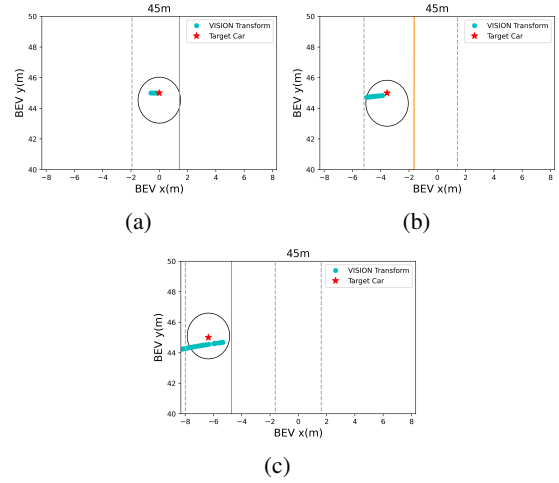 45m
BEV y(m)
50
48
46
44
42
40
VISION Transform
Target Car
−8 −6 −4 −2 0 2 4 6 8
BEV x(m)
(a)
45m
BEV y(m)
50
48
46
44
42
40
VISION Transform
Target Car
−8 −6 −4 −2 0 2 4 6 8
BEV x(m)
(b)
45m
BEV y(m)
50
48
46
44
42
40
VISION Transform
Target Car
−8 −6 −4 −2 0 2 4 6 8
BEV x(m)
(c)